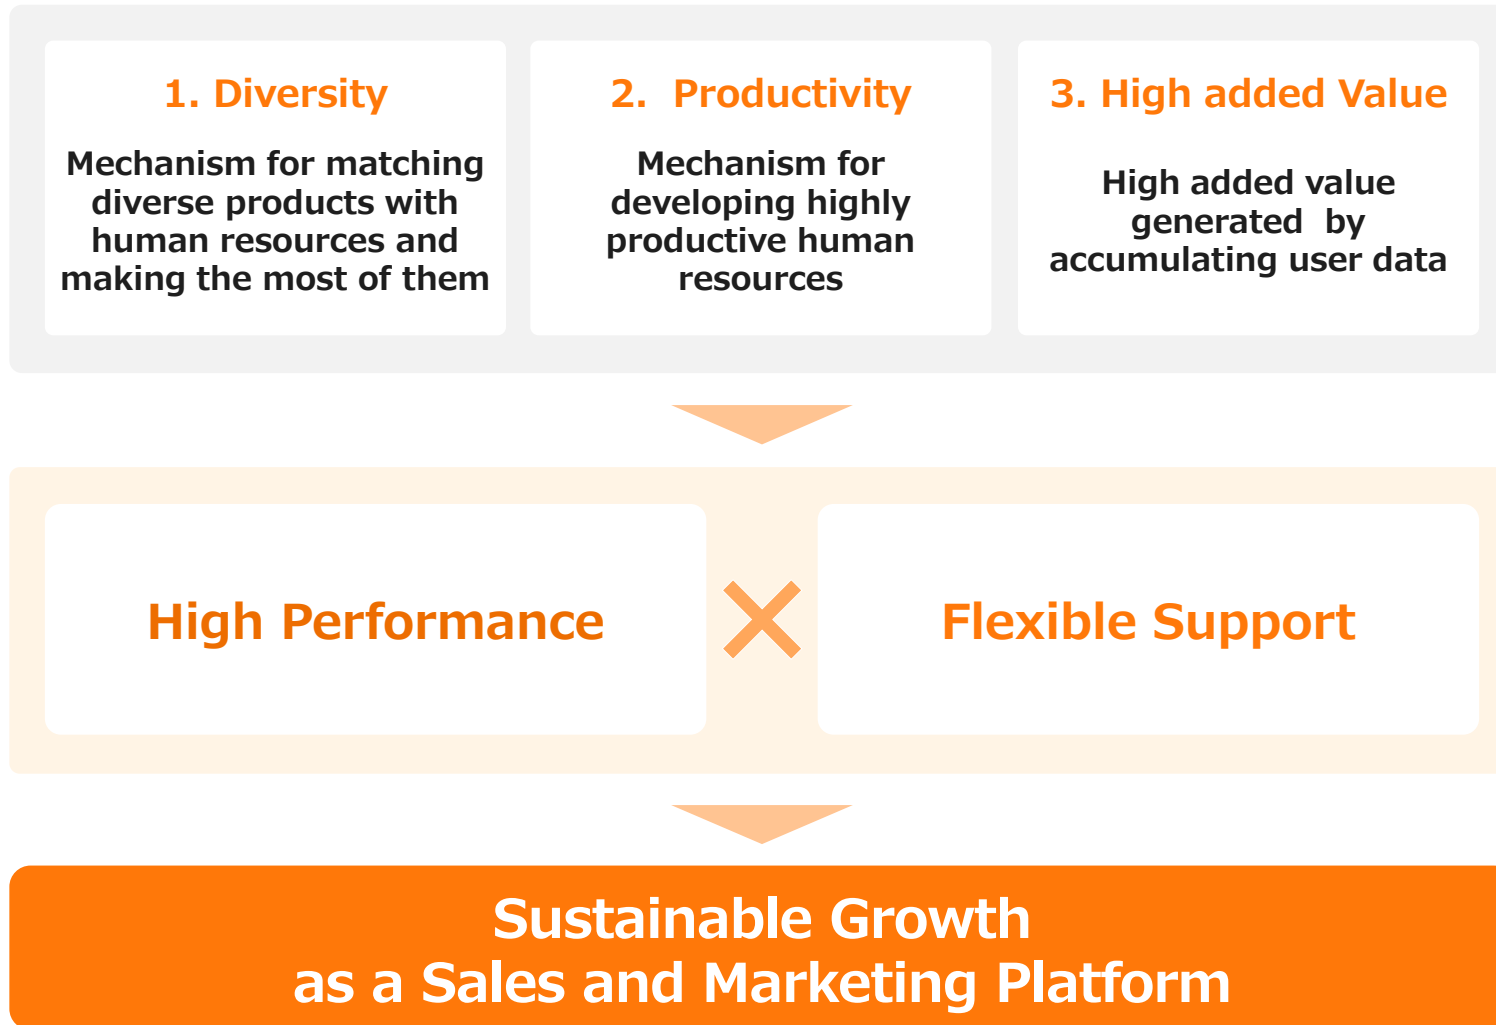 1. Diversity
Mechanism for matching
diverse products with
human resources and
making the most of them
2. Productivity
Mechanism for
developing highly
productive human
resources
3. High added Value
High added value
generated by
accumulating user data
High Performance
Flexible Support
Sustainable Growth
as a Sales and Marketing Platform